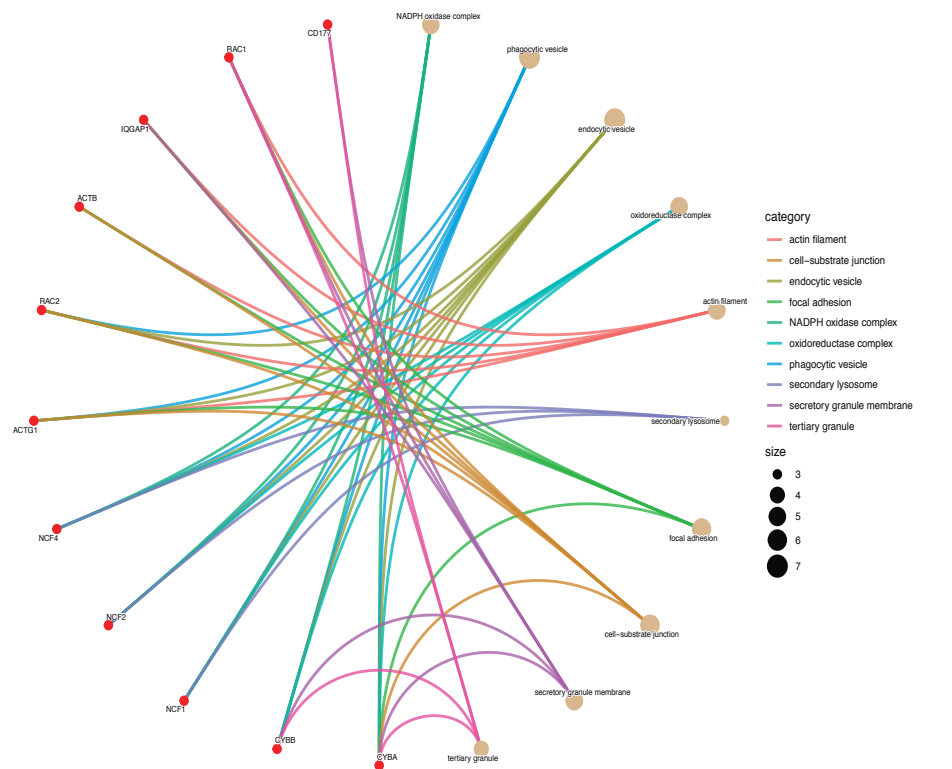 NADPH oxidase complex
CD177
RAC1
phagocytic vesicle
IQGAP1
endocytic vesicle
ACTB
oxidoreductase complex
RAC2
actin filament
ACTG1
secondary lysosome
NCF4
focal adhesion
NCF2
cell−substrate junction
NCF1
secretory granule membrane
CYBB
CYBA
tertiary granule
category
actin filament
cell−substrate junction
endocytic vesicle
focal adhesion
NADPH oxidase complex
oxidoreductase complex
phagocytic vesicle
secondary lysosome
secretory granule membrane
tertiary granule
size
3
4
5
6
7